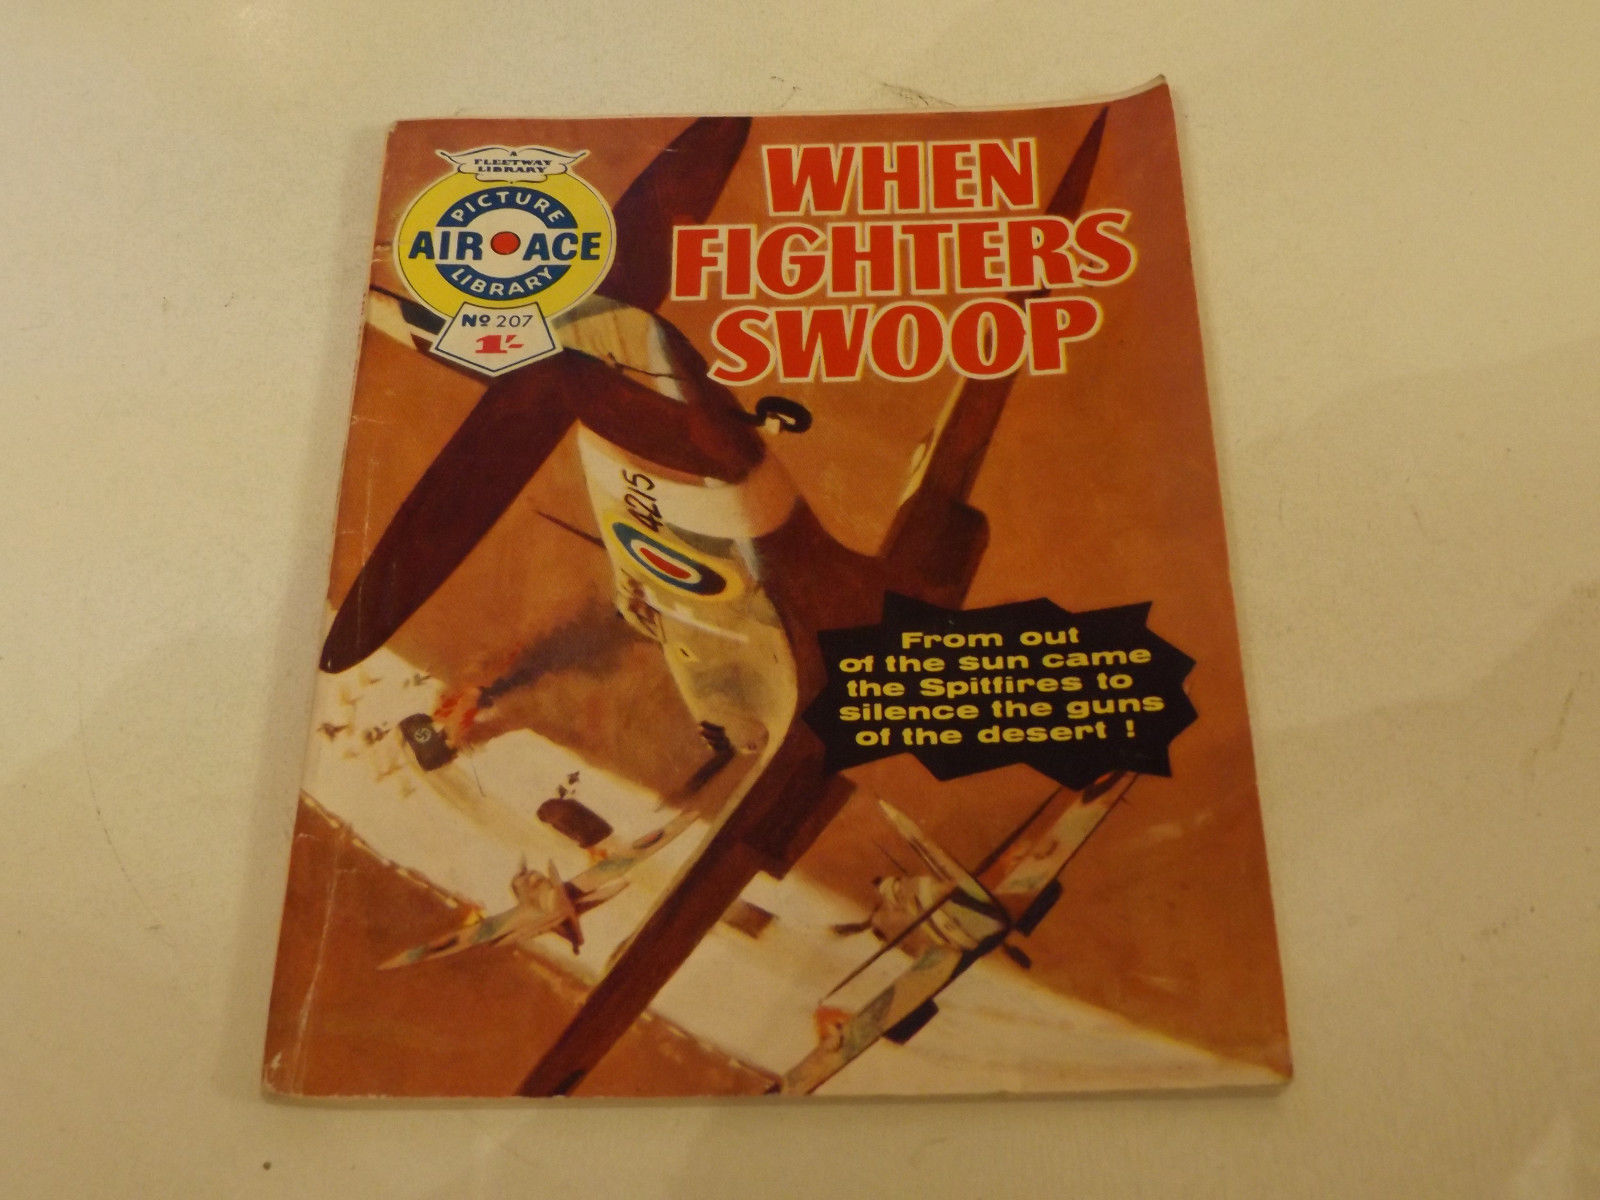 A
FLEETWAY
LIBRARY
PICTURE
AIR ACE
LIBRARY
Nº 207
1/-
WHEN
FIGHTERS
SWOOP
4215
From out
of the sun came
the Spitfires to
silence the guns
of the desert !